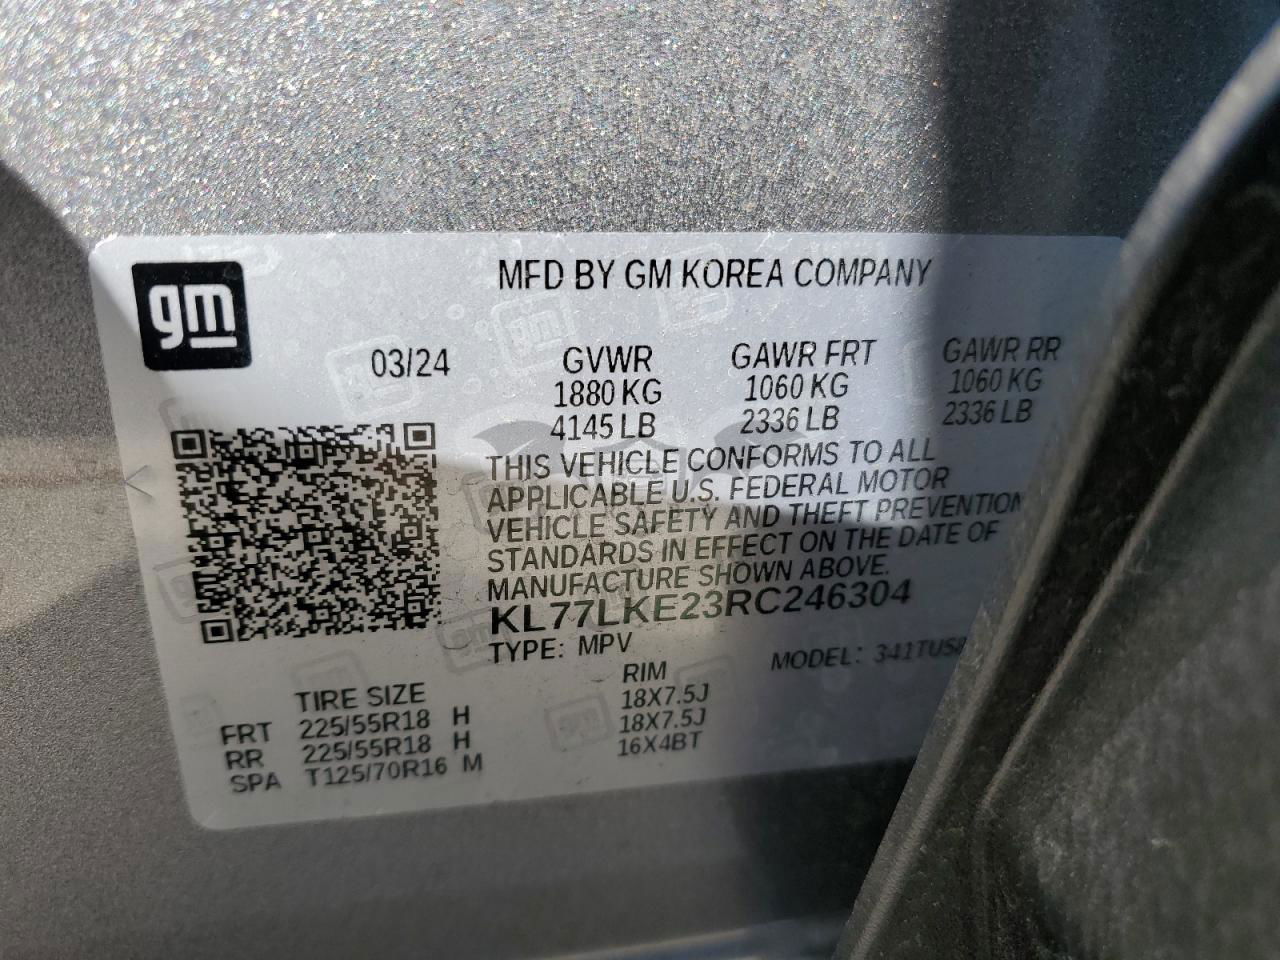 gm
MFD BY GM KOREA COMPANY
03/24 GVWR GAWR FRT GAWR RR
1880 KG 1060 KG 1060 KG
4145 LB 2336 LB 2336 LB
THIS VEHICLE CONFORMS TO ALL
APPLICABLE U.S. FEDERAL MOTOR
VEHICLE SAFETY AND THEFT PREVENTION
STANDARDS IN EFFECT ON THE DATE OF
MANUFACTURE SHOWN ABOVE.
KL77LKE23RC246304
TYPE: MPV MODEL:
TIRE SIZE RIM
FRT 225/55R18 H 18X7.5J
RR 225/55R18 H 18X7.5J
SPA T125/70R16 M 16X4BT